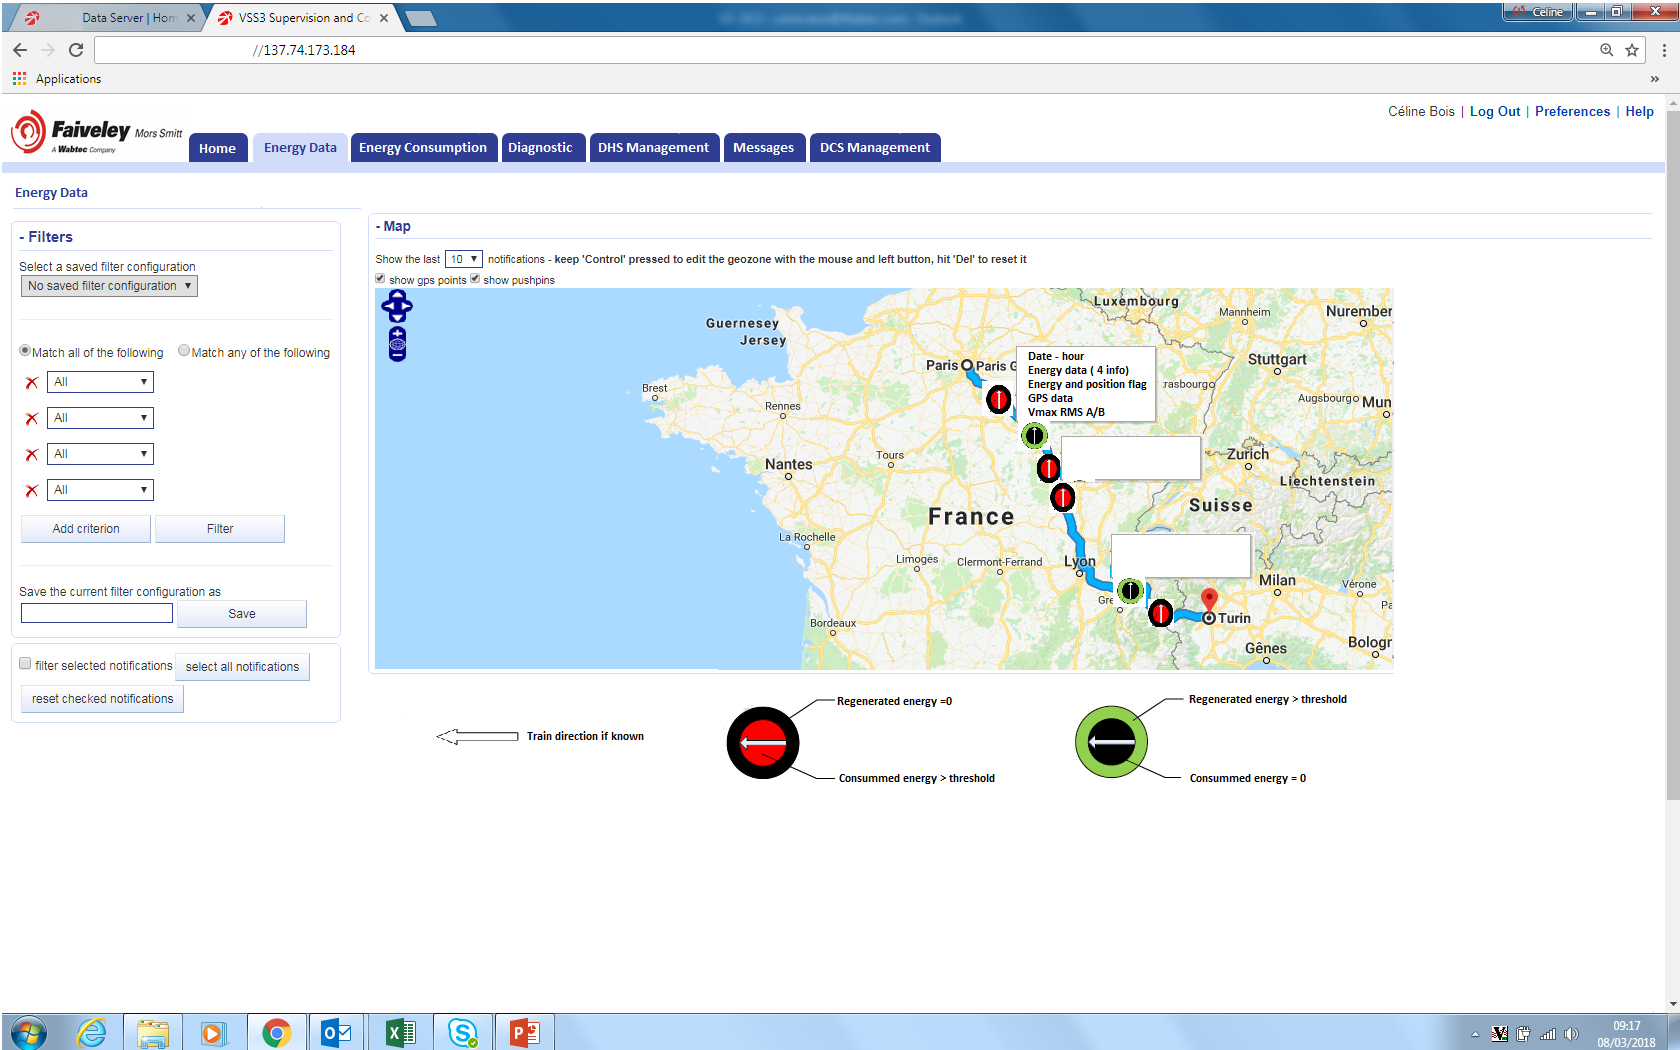 Data Server | Hom
VSS3 Supervision and Co
Celine
//137.74.173.184
Applications
»
Faiveley Mors Smitt
A Wabtec Company
Céline Bois | Log Out | Preferences | Help
Home
Energy Data
Energy Consumption
Diagnostic
DHS Management
Messages
DCS Management
Energy Data
- Filters
Select a saved filter configuration
No saved filter configuration
Match all of the following
Match any of the following
All
All
All
All
Add criterion
Filter
Save the current filter configuration as
Save
filter selected notifications
select all notifications
reset checked notifications
- Map
Show the last 10 notifications - keep 'Control' pressed to edit the geozone with the mouse and left button, hit 'Del' to reset it
show gps points
show pushpins
Luxembourg
Mannheim
Nurember
Guernesey
Jersey
Stuttgart
Paris
Paris G
Date - hour
Energy data ( 4 info)
Energy and position flag
GPS data
Vmax RMS A/B
rasbourg
Augsbourg
Mun
Brest
Rennes
Nantes
Tours
Zurich
Liechtenstein
Suisse
France
La Rochelle
Limoges
Clermont-Ferrand
Lyon
Gre
Milan
Vérone
Pa
Turin
Bordeaux
Gênes
Bologn
Train direction if known
Regenerated energy =0
Consummed energy > threshold
Regenerated energy > threshold
Consummed energy = 0
09:17
08/03/2018